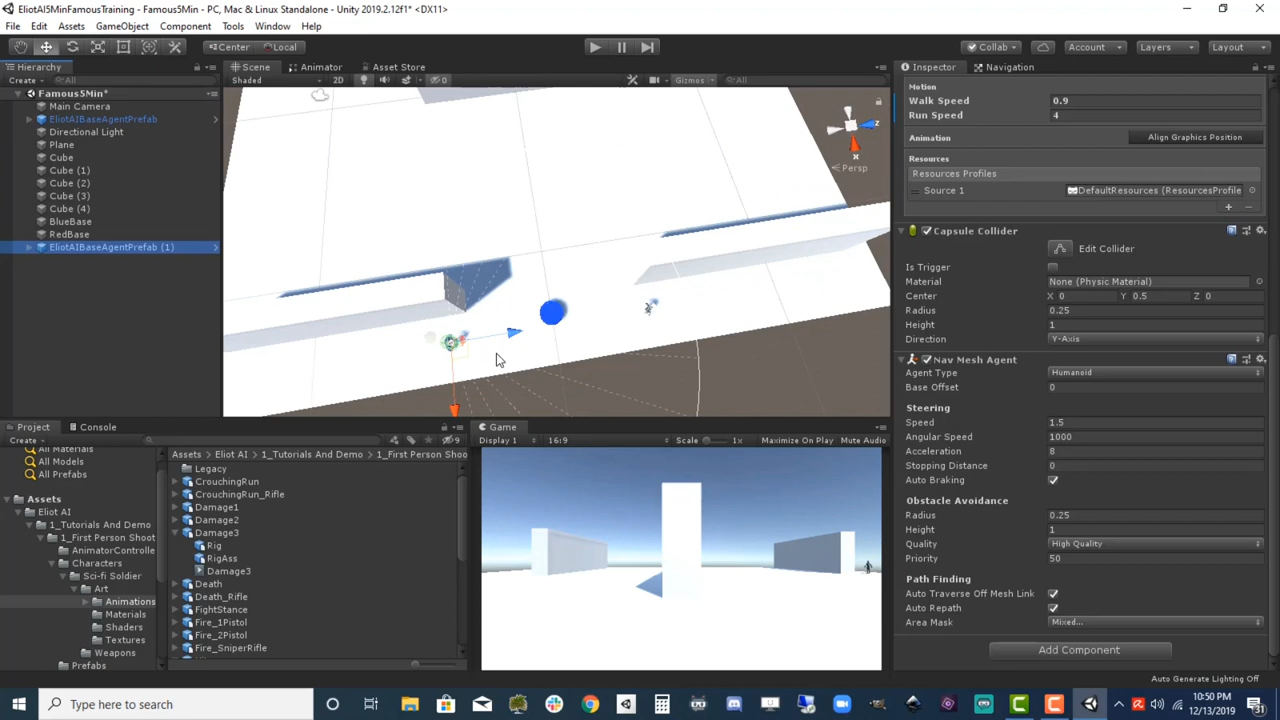 EliotAI5MinFamousTraining - Famous5Min - PC, Mac & Linux Standalone - Unity 2019.2.12f1* <DX11>
File Edit Assets GameObject Component Tools Window Help
Center Local Collab Account Layers Layout
Hierarchy
Create All
Famous5Min*
Main Camera
EliotAIBaseAgentPrefab
Directional Light
Plane
Cube
Cube (1)
Cube (2)
Cube (3)
Cube (4)
BlueBase
RedBase
EliotAIBaseAgentPrefab (1)
Scene Animator Asset Store
Shaded 2D 0 Gizmos All
z
x
Persp
Inspector Navigation
Motion
Walk Speed 0.9
Run Speed 4
Animation Align Graphics Position
Resources
Resources Profiles
Source 1 DefaultResources (ResourcesProfile
Capsule Collider
Edit Collider
Is Trigger
Material None (Physic Material)
Center X 0 Y 0.5 Z 0
Radius 0.25
Height 1
Direction Y-Axis
Nav Mesh Agent
Agent Type Humanoid
Base Offset 0
Steering
Speed 1.5
Angular Speed 1000
Acceleration 8
Stopping Distance 0
Auto Braking
Obstacle Avoidance
Radius 0.25
Height 1
Quality High Quality
Priority 50
Path Finding
Auto Traverse Off Mesh Link
Auto Repath
Area Mask Mixed...
Add Component
Auto Generate Lighting Off
Project Console
Create 9
All Materials
All Models
All Prefabs
Assets
Eliot AI
1_Tutorials And Demo
1_First Person Shoot
AnimatorControlle
Characters
Sci-fi Soldier
Art
Animations
Materials
Shaders
Textures
Weapons
Prefabs
Assets Eliot AI 1_Tutorials And Demo 1_First Person Shoo
Legacy
CrouchingRun
CrouchingRun_Rifle
Damage1
Damage2
Damage3
Rig
RigAss
Damage3
Death
Death_Rifle
FightStance
Fire_1Pistol
Fire_2Pistol
Fire_SniperRifle
Game
Display 1 16:9 Scale 1x Maximize On Play Mute Audio
Type here to search
10:50 PM
12/13/2019
31